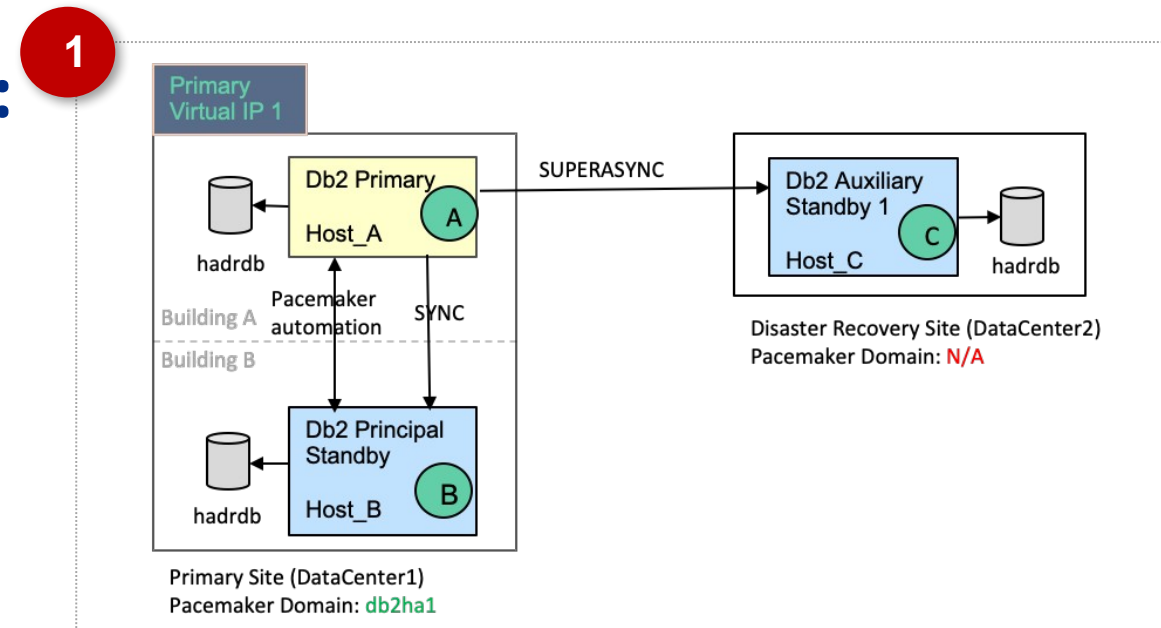 :
1
Primary
Virtual IP 1
Db2 Primary
A
Host_A
hadrdb
SUPERASYNC
Db2 Auxiliary
Standby 1
C
Host_C
hadrdb
Pacemaker
automation
SYNC
Building A
Building B
Disaster Recovery Site (DataCenter2)
Pacemaker Domain: N/A
Db2 Principal
Standby
B
Host_B
hadrdb
Primary Site (DataCenter1)
Pacemaker Domain: db2ha1